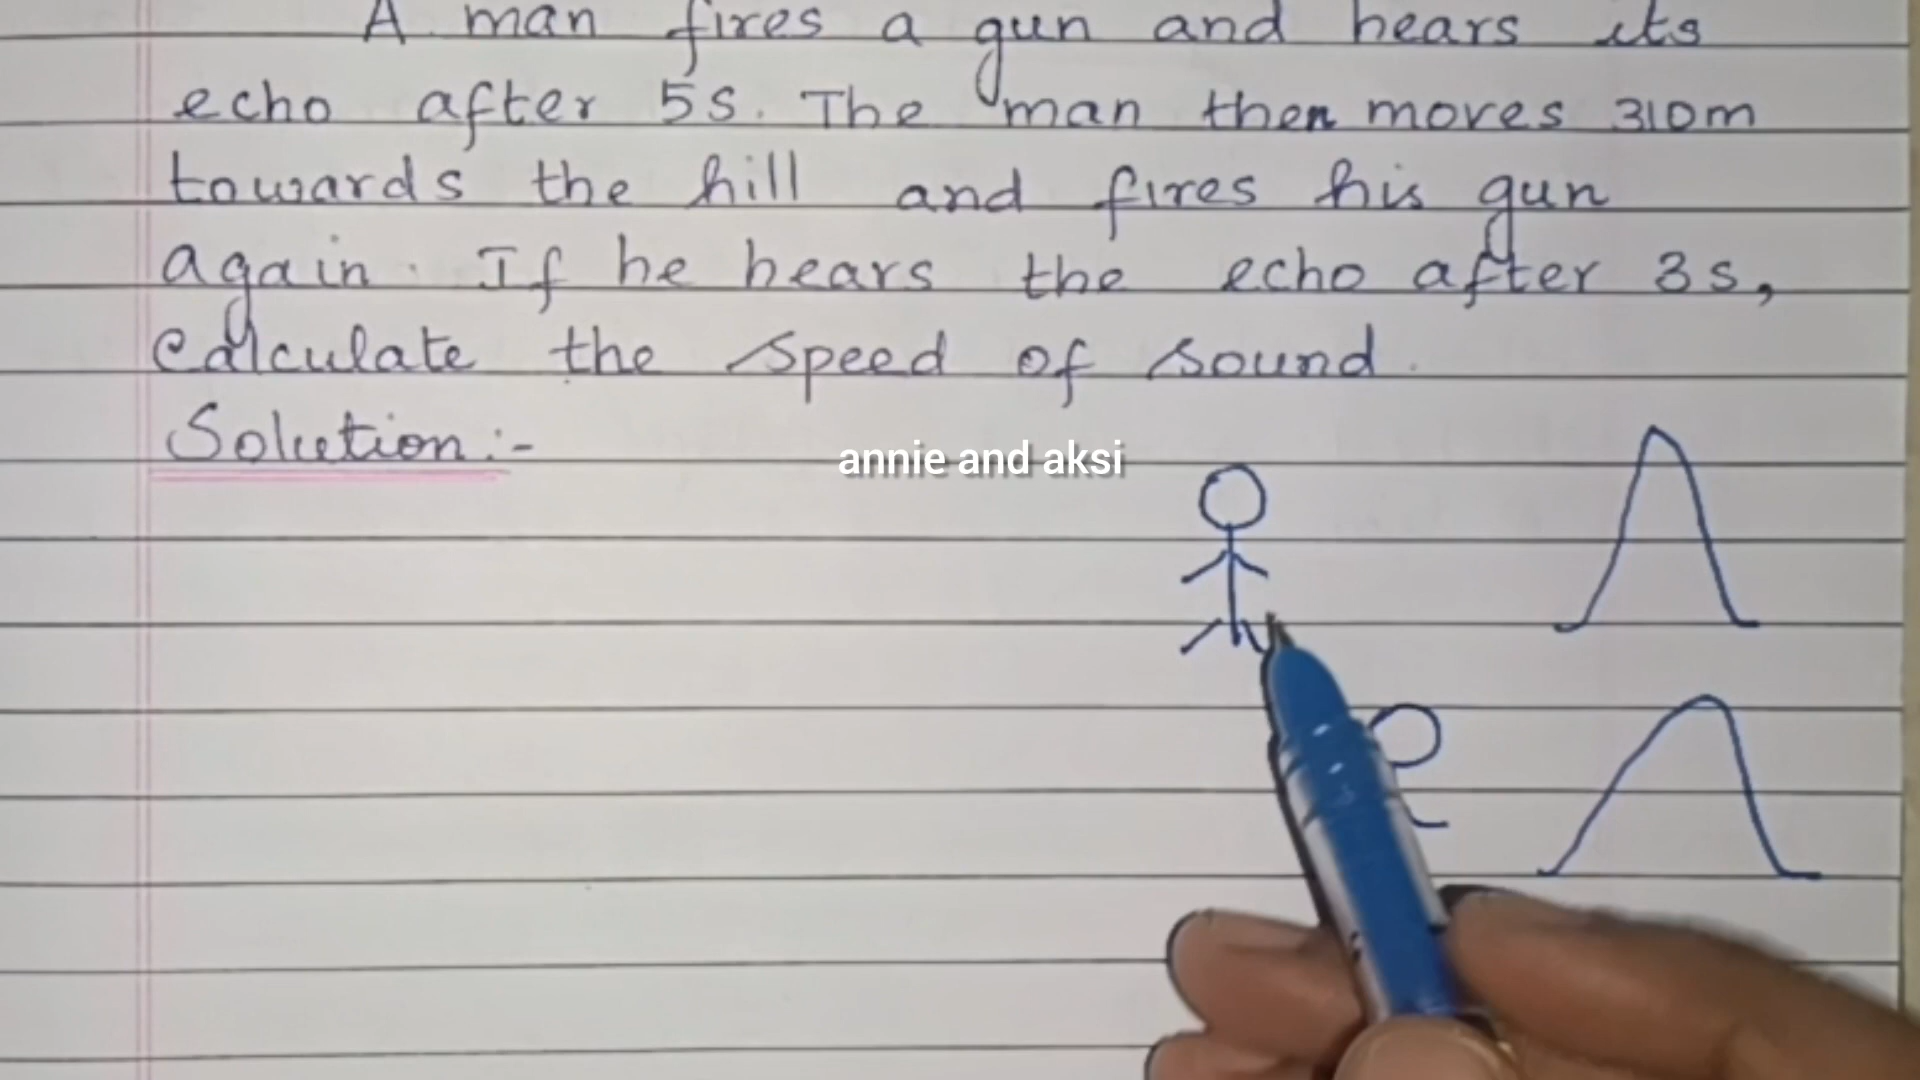 A man fires a gun and hears its
echo after 5s. The man then moves 310m
towards the hill and fires his gun
again. If he hears the echo after 3s,
calculate the speed of sound.
Solution:-
annie and aksi